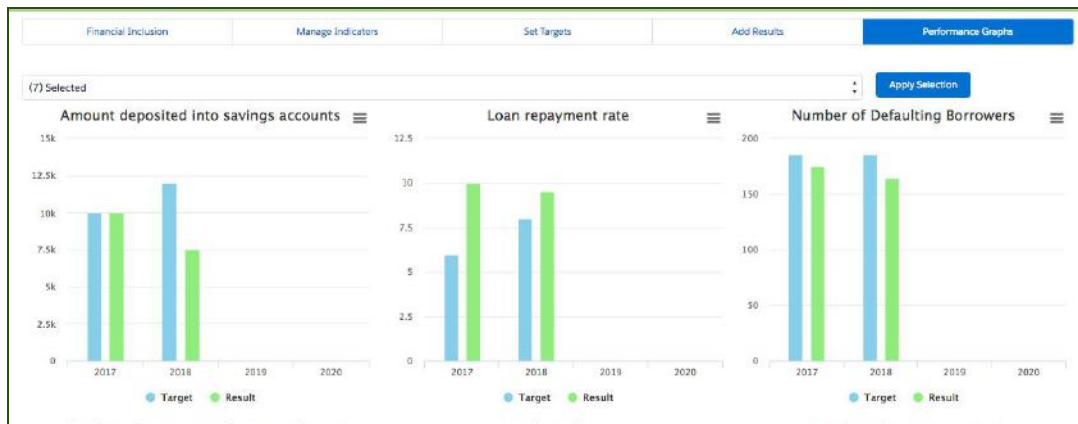 Financial Inclusion
Manage Indicators
Set Targets
Add Results
Performance Graphs
(7) Selected
Apply Selection
Amount deposited into savings accounts
15k
12.5k
10k
7.5k
5k
2.5k
0
2017 2018 2019 2020
Target Result
Loan repayment rate
12.5
10
7.5
5
2.5
0
2017 2018 2019 2020
Target Result
Number of Defaulting Borrowers
200
150
100
50
0
2017 2018 2019 2020
Target Result